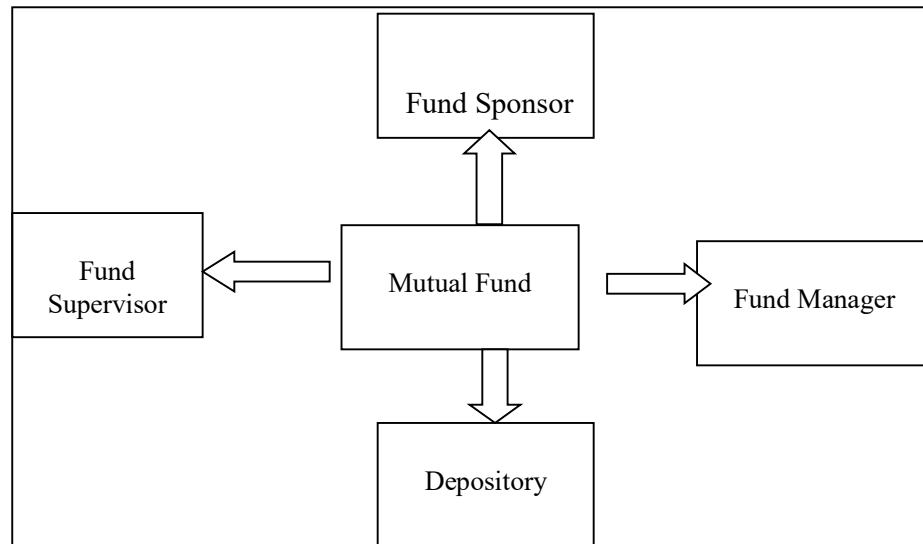 Fund Sponsor
Fund
Supervisor
Mutual Fund
Fund Manager
Depository